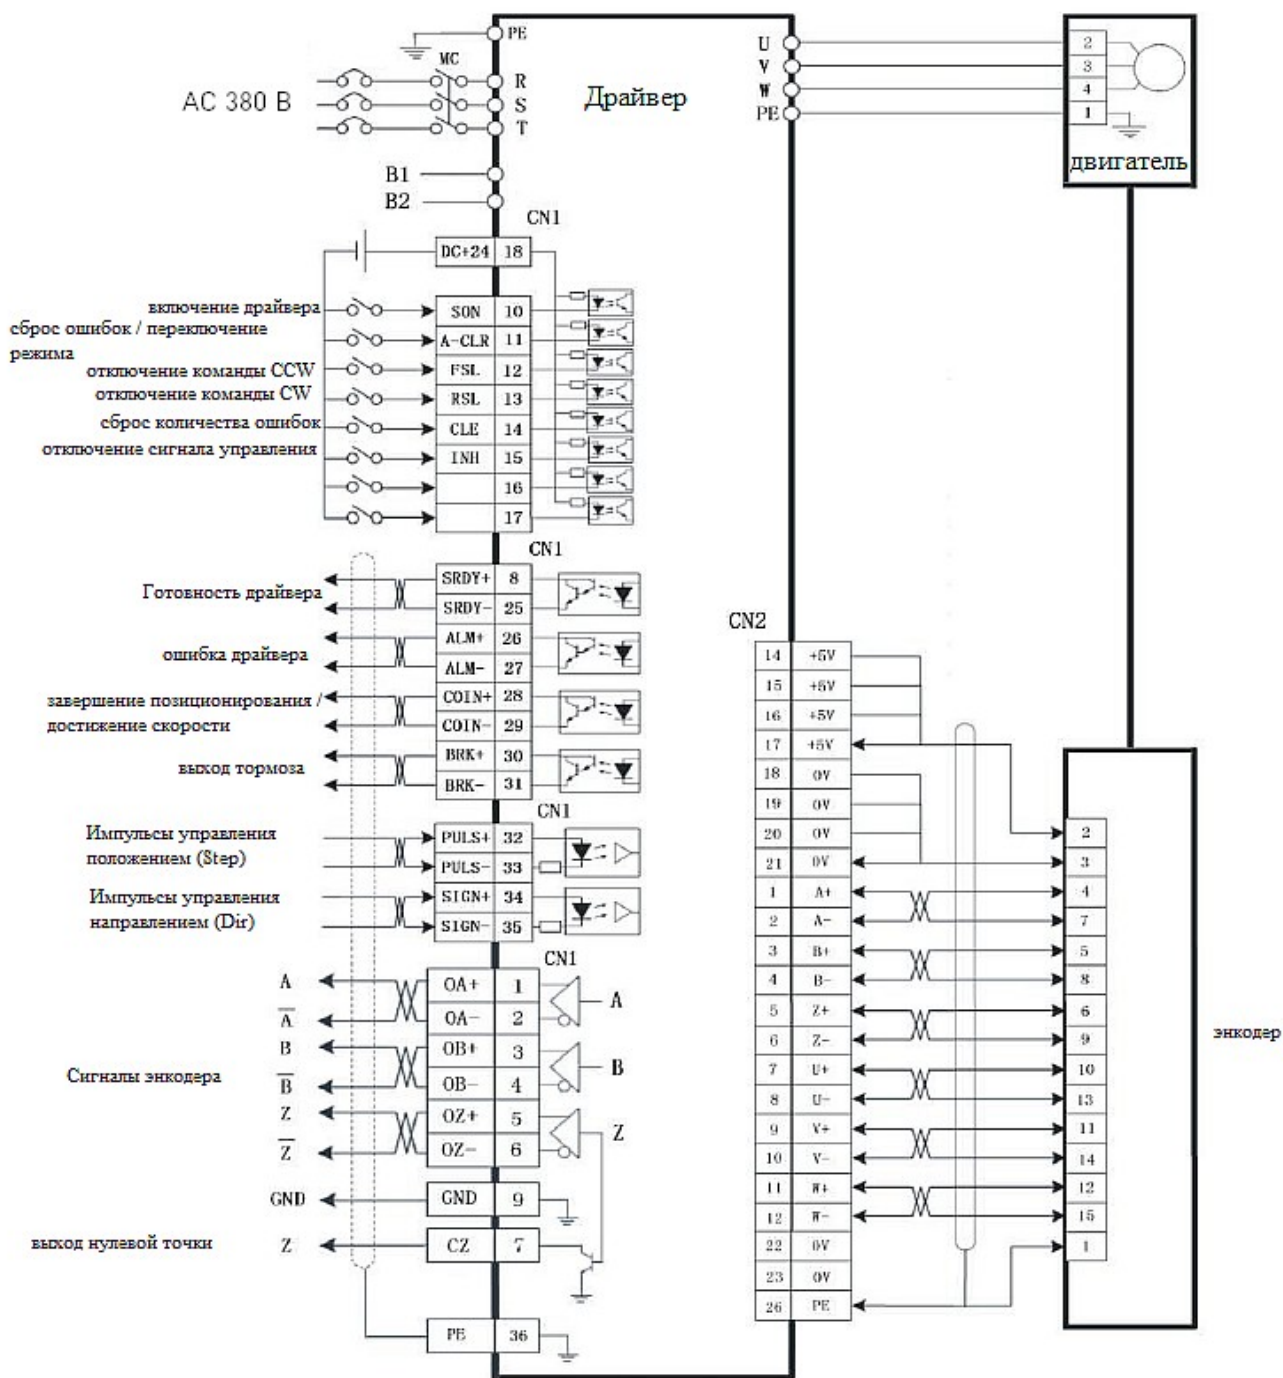 PE
MC
AC 380 В
R
S
T
B1
B2
Драйвер
U
V
W
PE
2
3
4
1
двигатель
CN1
DC+24 18
включение драйвера SON 10
сброс ошибок / переключение
режима
A-CLR 11
отключение команды CCW FSL 12
отключение команды CW RSL 13
сброс количества ошибок CLE 14
отключение сигнала управления INH 15
16
17
CN1
Готовность драйвера
SRDY+ 8
SRDY- 25
ошибка драйвера
ALM+ 26
ALM- 27
завершение позиционирования /
достижение скорости
COIN+ 28
COIN- 29
выход тормоза
BRK+ 30
BRK- 31
CN1
Импульсы управления
положением (Step)
PULS+ 32
PULS- 33
Импульсы управления
направлением (Dir)
SIGN+ 34
SIGN- 35
CN1
Сигналы энкодера
A OA+ 1
A̅ OA- 2
A
B OB+ 3
B̅ OB- 4
B
Z OZ+ 5
Z̅ OZ- 6
Z
GND GND 9
выход нулевой точки Z CZ 7
PE 36
CN2
14 +5V
15 +5V
16 +5V
17 +5V
18 0V
19 0V
20 0V
21 0V
1 A+
2 A-
3 B+
4 B-
5 Z+
6 Z-
7 U+
8 U-
9 V+
10 V-
11 W+
12 W-
22 0V
23 0V
26 PE
2
3
4
7
5
8
6
9
10
13
11
14
12
15
1
энкодер